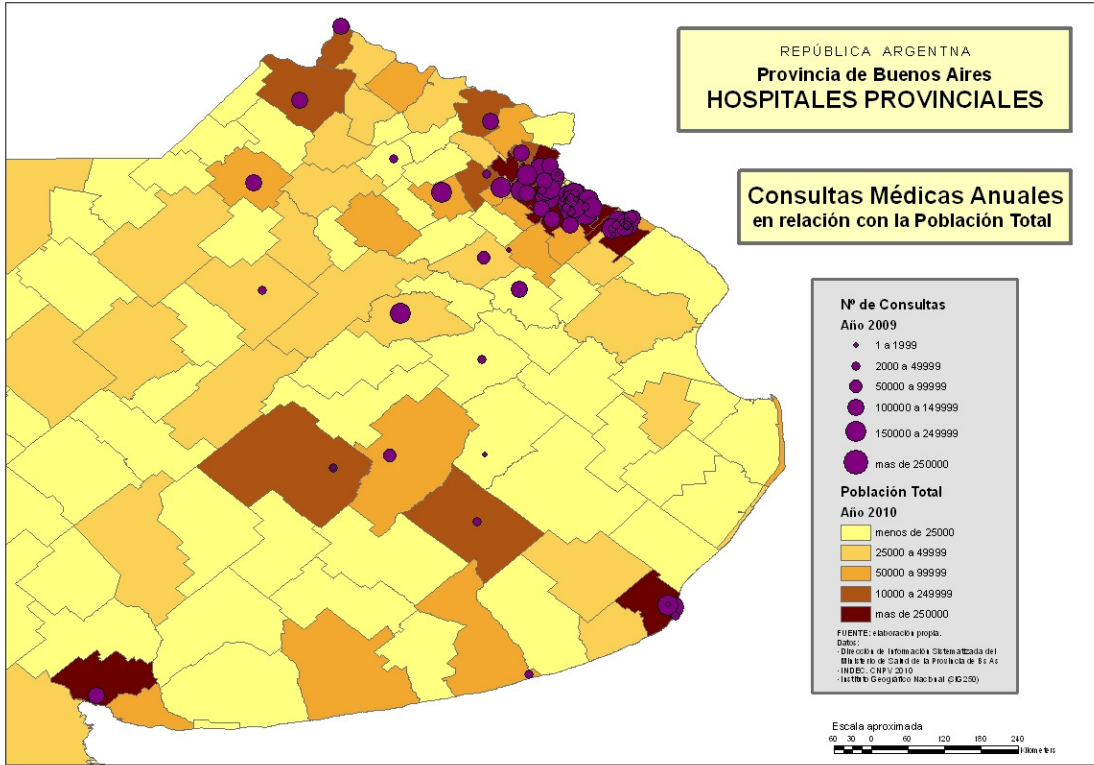 REPÚBLICA ARGENTNA
Provincia de Buenos Aires
HOSPITALES PROVINCIALES
Consultas Médicas Anuales
en relación con la Población Total
Nº de Consultas
Año 2009
1 a 1999
2000 a 49999
50000 a 99999
100000 a 149999
150000 a 249999
mas de 250000
Población Total
Año 2010
menos de 25000
25000 a 49999
50000 a 99999
10000 a 249999
mas de 250000
FUENTE: elaboración propia.
Datos:
- Dirección de Información Sistematizada del
Ministerio de Salud de la Provincia de Bs As
- INDEC. CNPV 2010
- Instituto Geográfico Nacional (SIG250)
Escala aproximada
60 30 0 60 120 180 240
Kilometers